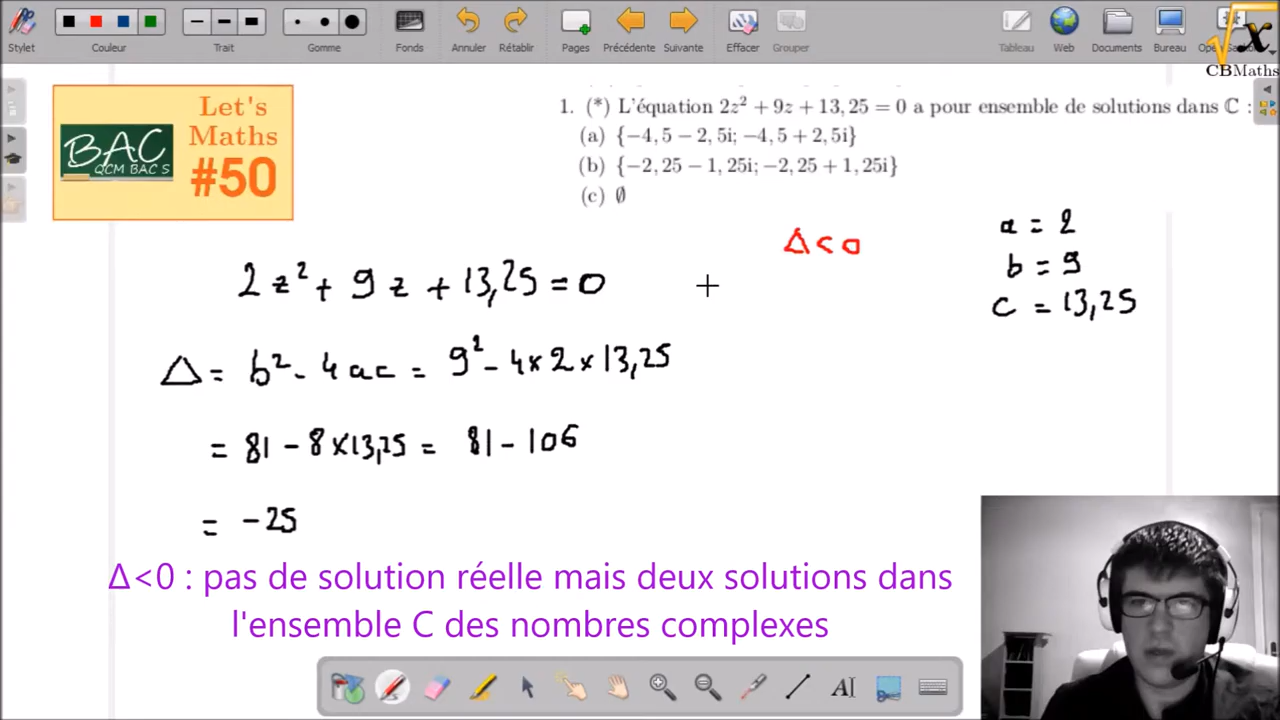 Stylet Couleur Trait Gomme Fonds Annuler Rétablir Pages Précédente Suivante Effacer Grouper Tableau Web Documents Bureau
x
CBMaths
Let's
Maths
#50
BAC
QCM BAC S
1. (*) L'équation 2z² + 9z + 13, 25 = 0 a pour ensemble de solutions dans ℂ :
(a) {−4, 5 − 2, 5i; −4, 5 + 2, 5i}
(b) {−2, 25 − 1, 25i; −2, 25 + 1, 25i}
(c) ∅
Δ<0
a = 2
b = 9
c = 13,25
2z² + 9z + 13,25 = 0
Δ = b² - 4ac = 9² - 4×2×13,25
= 81 - 8×13,25 = 81 - 106
= -25
Δ<0 : pas de solution réelle mais deux solutions dans
l'ensemble C des nombres complexes
AI